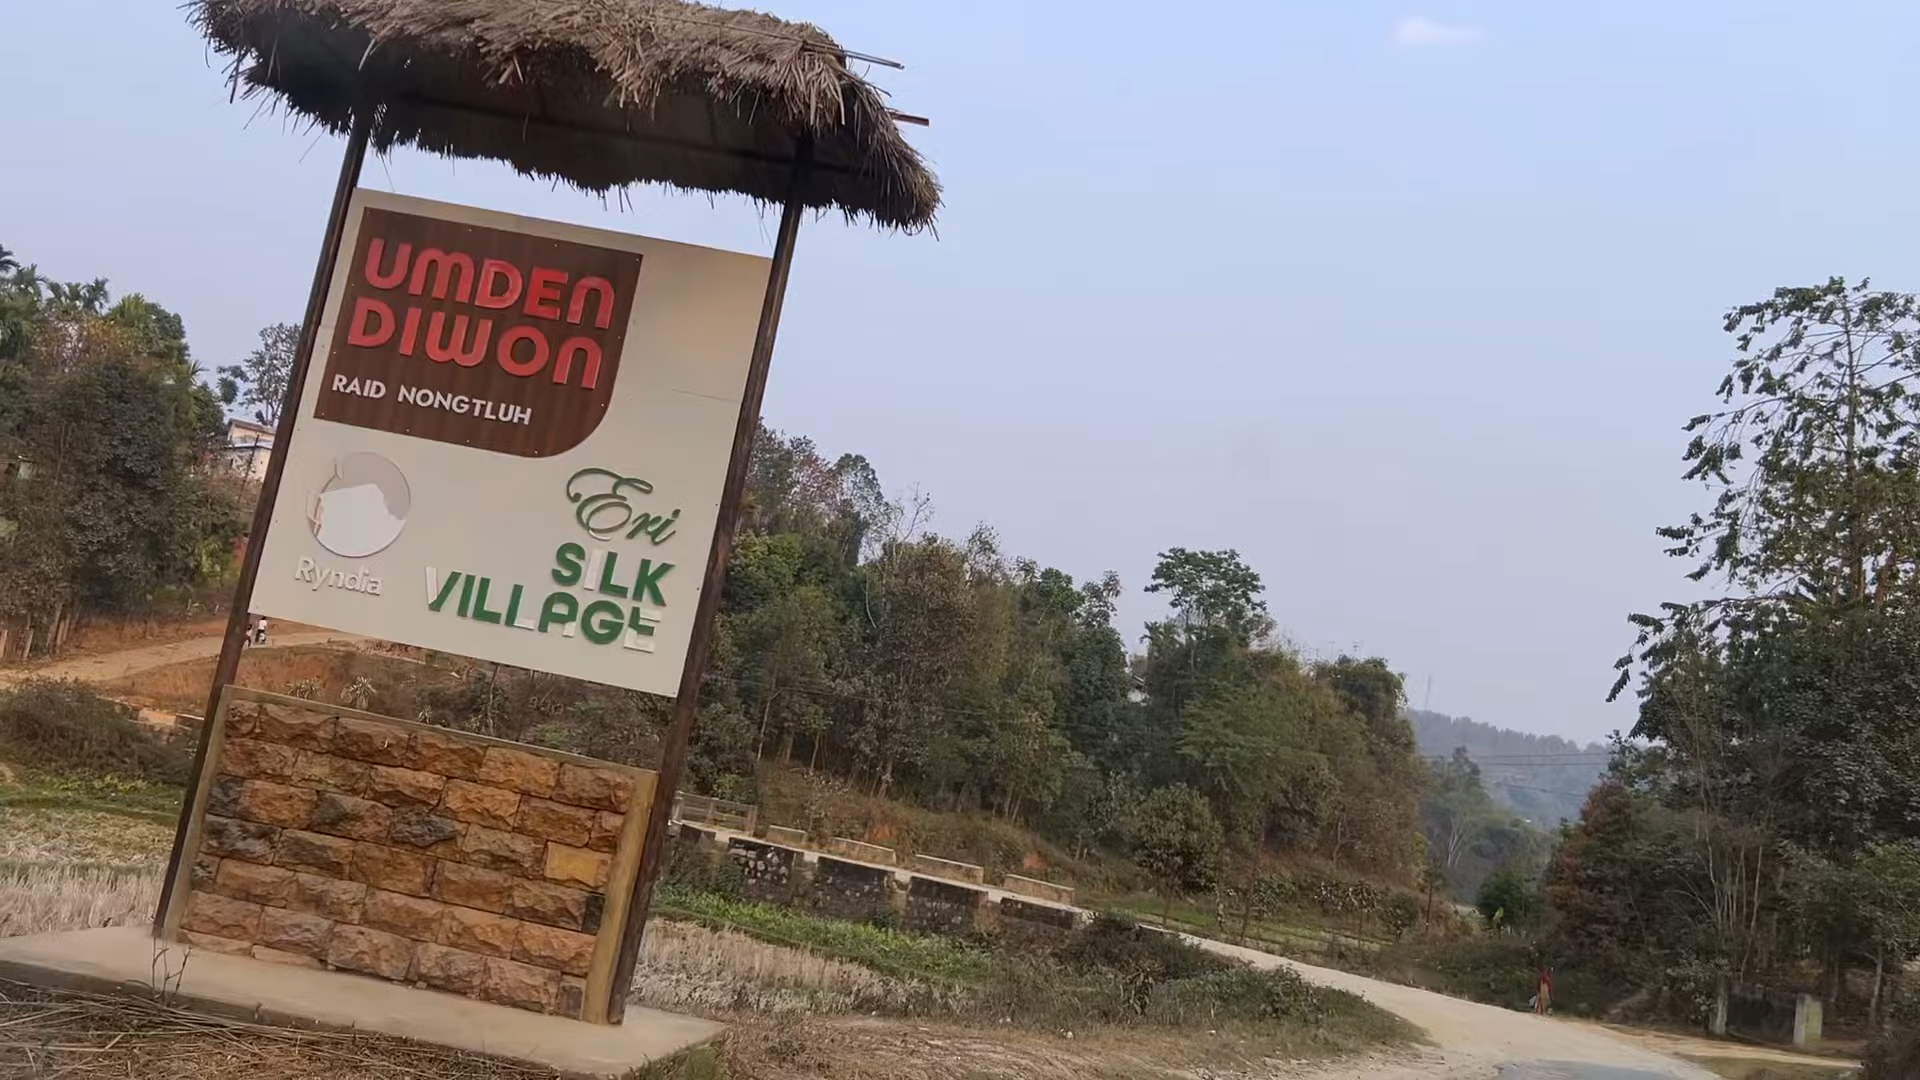 UMDEN
DIWON
RAID NONGTLUH
Ryndia
Eri
SILK
VILLAGE